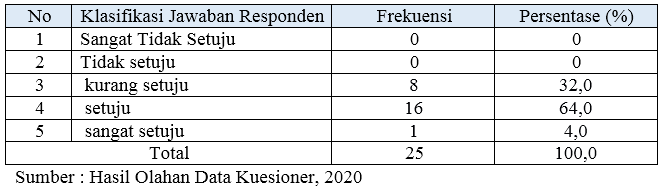 No Klasifikasi Jawaban Responden Frekuensi Persentase (%)
1 Sangat Tidak Setuju 0 0
2 Tidak setuju 0 0
3 kurang setuju 8 32,0
4 setuju 16 64,0
5 sangat setuju 1 4,0
Total 25 100,0
Sumber : Hasil Olahan Data Kuesioner, 2020